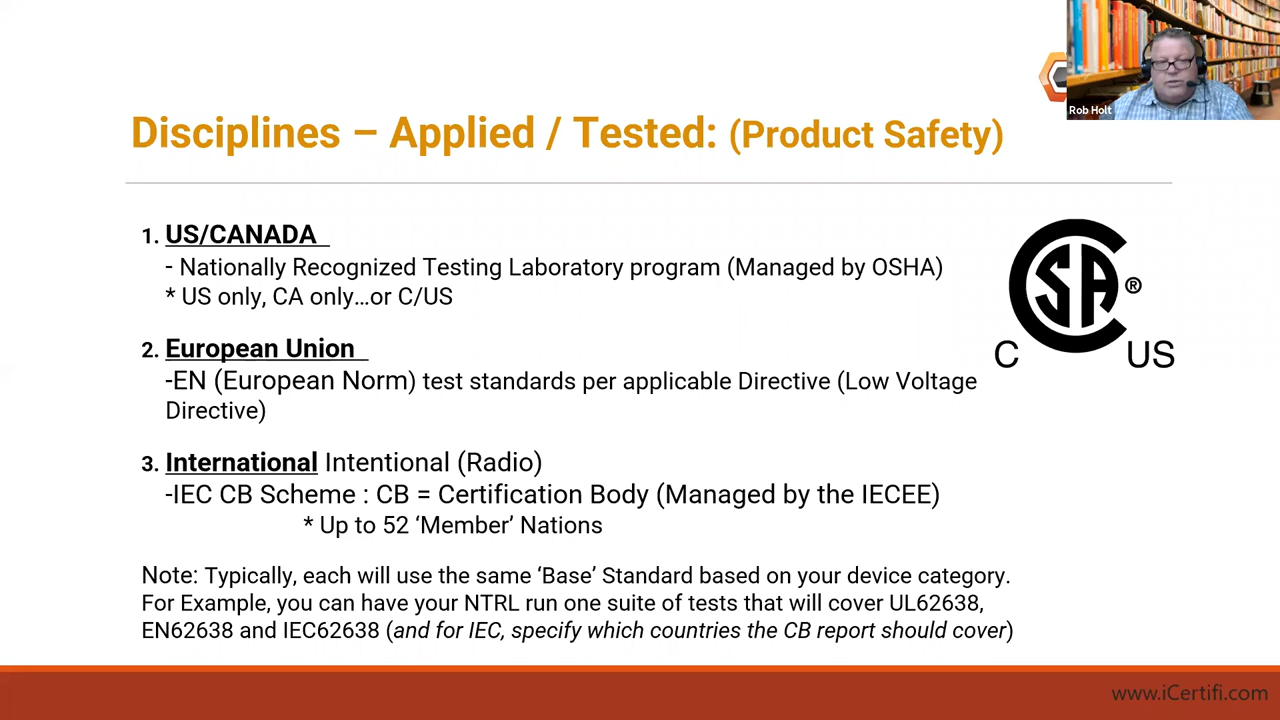 Rob Holt
Disciplines – Applied / Tested: (Product Safety)
1. US/CANADA
- Nationally Recognized Testing Laboratory program (Managed by OSHA)
* US only, CA only…or C/US
CSA®
C US
2. European Union
-EN (European Norm) test standards per applicable Directive (Low Voltage
Directive)
3. International Intentional (Radio)
-IEC CB Scheme : CB = Certification Body (Managed by the IECEE)
* Up to 52 ‘Member’ Nations
Note: Typically, each will use the same ‘Base’ Standard based on your device category.
For Example, you can have your NTRL run one suite of tests that will cover UL62638,
EN62638 and IEC62638 (and for IEC, specify which countries the CB report should cover)
www.iCertifi.com